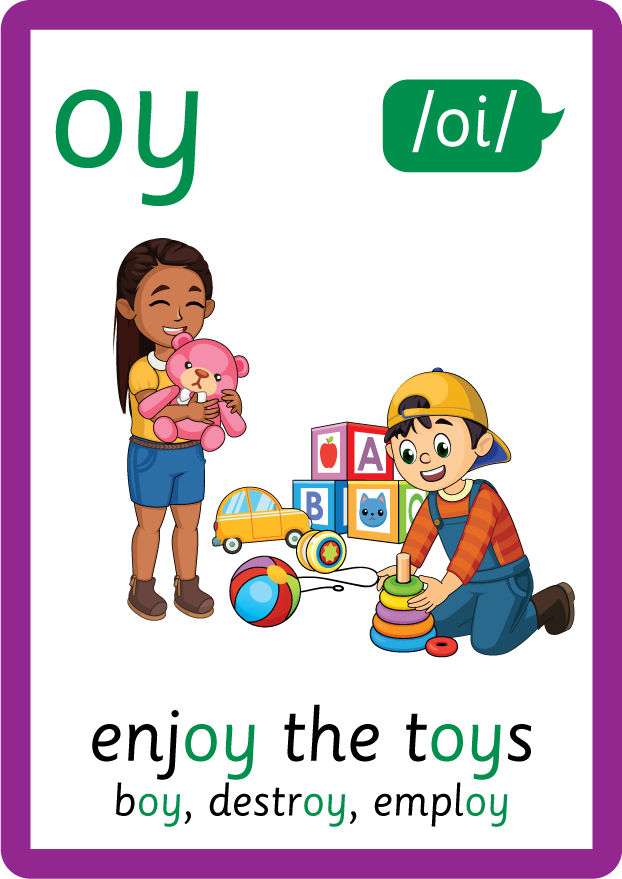 oy
/oi/
A
B
C
enjoy the toys
boy, destroy, employ